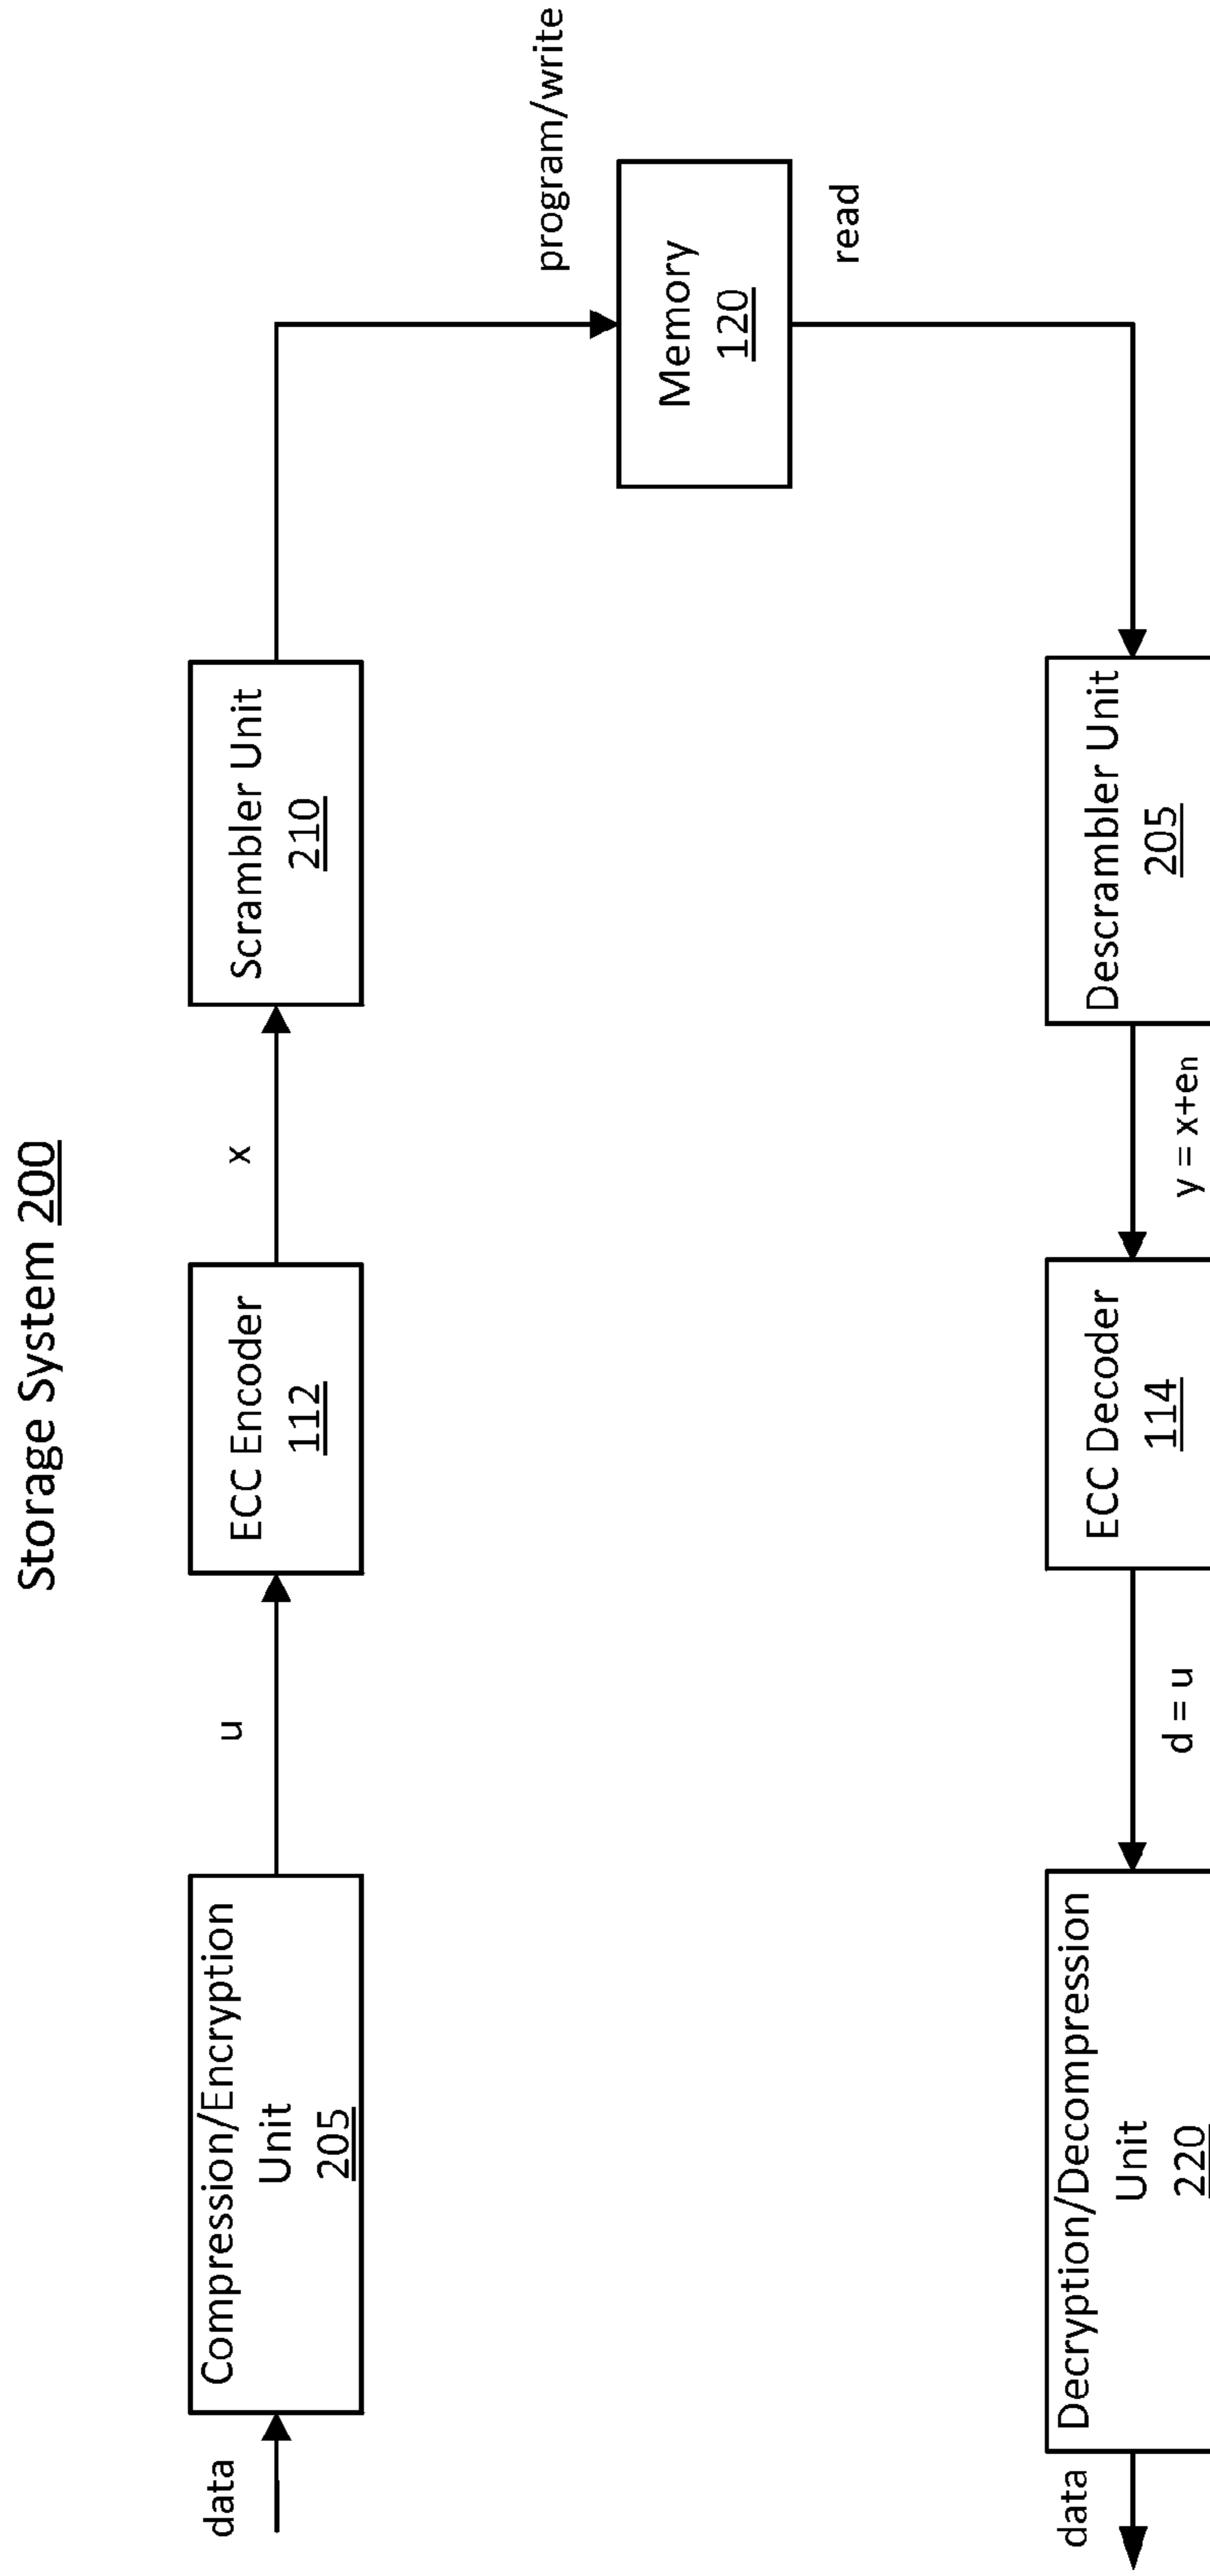 Storage System 200
data
Compression/Encryption
Unit
205
u
ECC Encoder
112
x
Scrambler Unit
210
program/write
Memory
120
read
Descrambler Unit
205
y = x+en
ECC Decoder
114
d = u
Decryption/Decompression
Unit
220
data